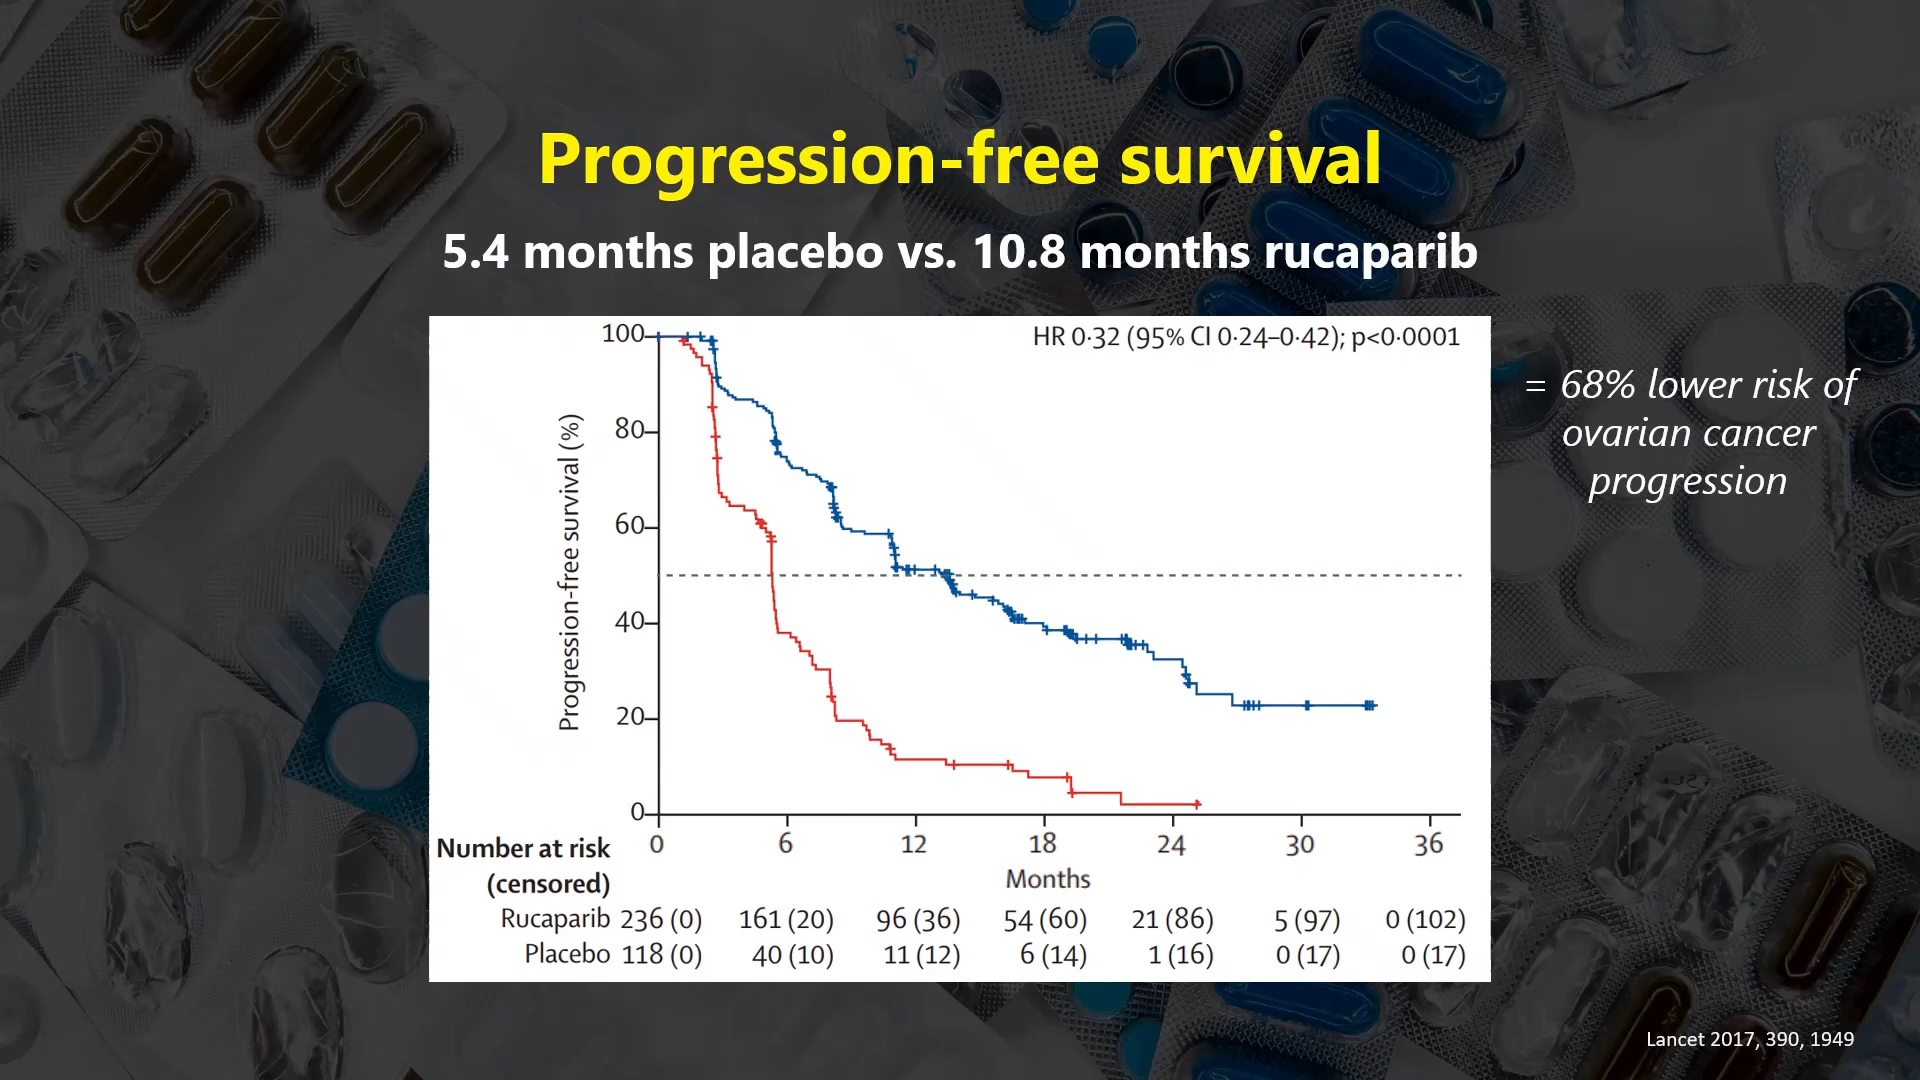 Progression-free survival
5.4 months placebo vs. 10.8 months rucaparib
HR 0·32 (95% CI 0·24–0·42); p<0·0001
= 68% lower risk of
ovarian cancer
progression
Progression-free survival (%)
100
80
60
40
20
0
0 6 12 18 24 30 36
Months
Number at risk
(censored)
Rucaparib 236 (0) 161 (20) 96 (36) 54 (60) 21 (86) 5 (97) 0 (102)
Placebo 118 (0) 40 (10) 11 (12) 6 (14) 1 (16) 0 (17) 0 (17)
Lancet 2017, 390, 1949